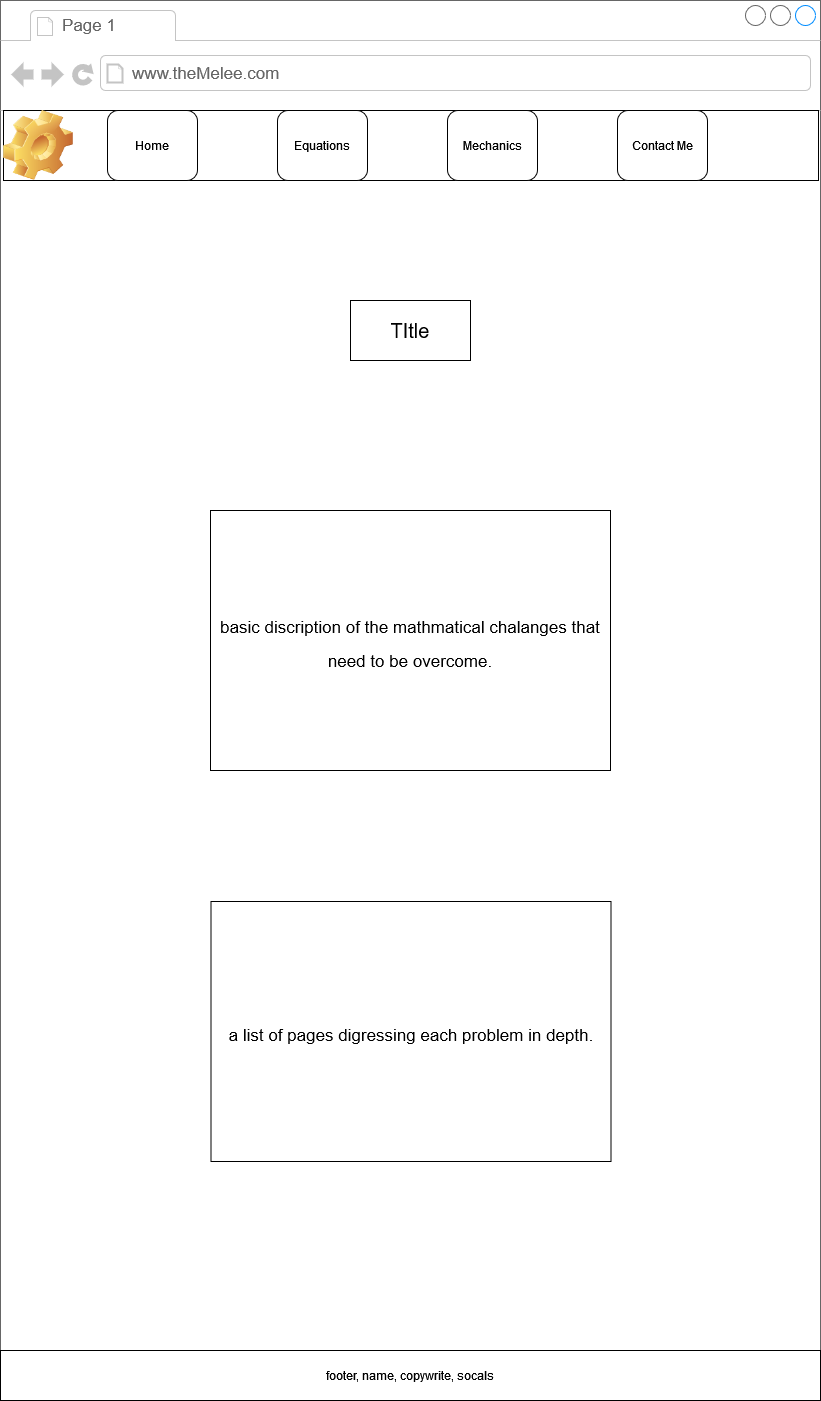 Page 1
www.theMelee.com
Home
Equations
Mechanics
Contact Me
TItle
basic discription of the mathmatical chalanges that
need to be overcome.
a list of pages digressing each problem in depth.
footer, name, copywrite, socals